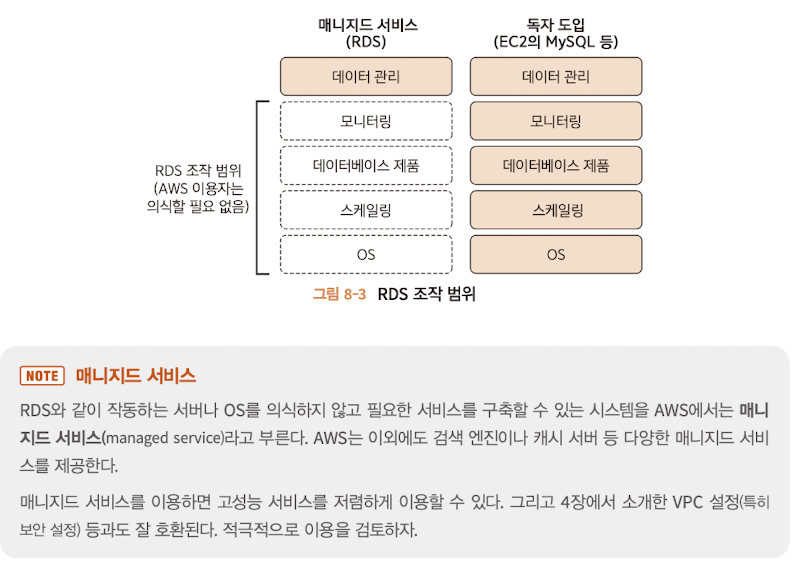 매니지드 서비스
(RDS)
독자 도입
(EC2의 MySQL 등)
데이터 관리
데이터 관리
모니터링
모니터링
RDS 조작 범위
(AWS 이용자는
의식할 필요 없음)
데이터베이스 제품
데이터베이스 제품
스케일링
스케일링
OS
OS
그림 8-3 RDS 조작 범위
NOTE 매니지드 서비스
RDS와 같이 작동하는 서버나 OS를 의식하지 않고 필요한 서비스를 구축할 수 있는 시스템을 AWS에서는 매니
지드 서비스(managed service)라고 부른다. AWS는 이외에도 검색 엔진이나 캐시 서버 등 다양한 매니지드 서비
스를 제공한다.
매니지드 서비스를 이용하면 고성능 서비스를 저렴하게 이용할 수 있다. 그리고 4장에서 소개한 VPC 설정(특히
보안 설정) 등과도 잘 호환된다. 적극적으로 이용을 검토하자.